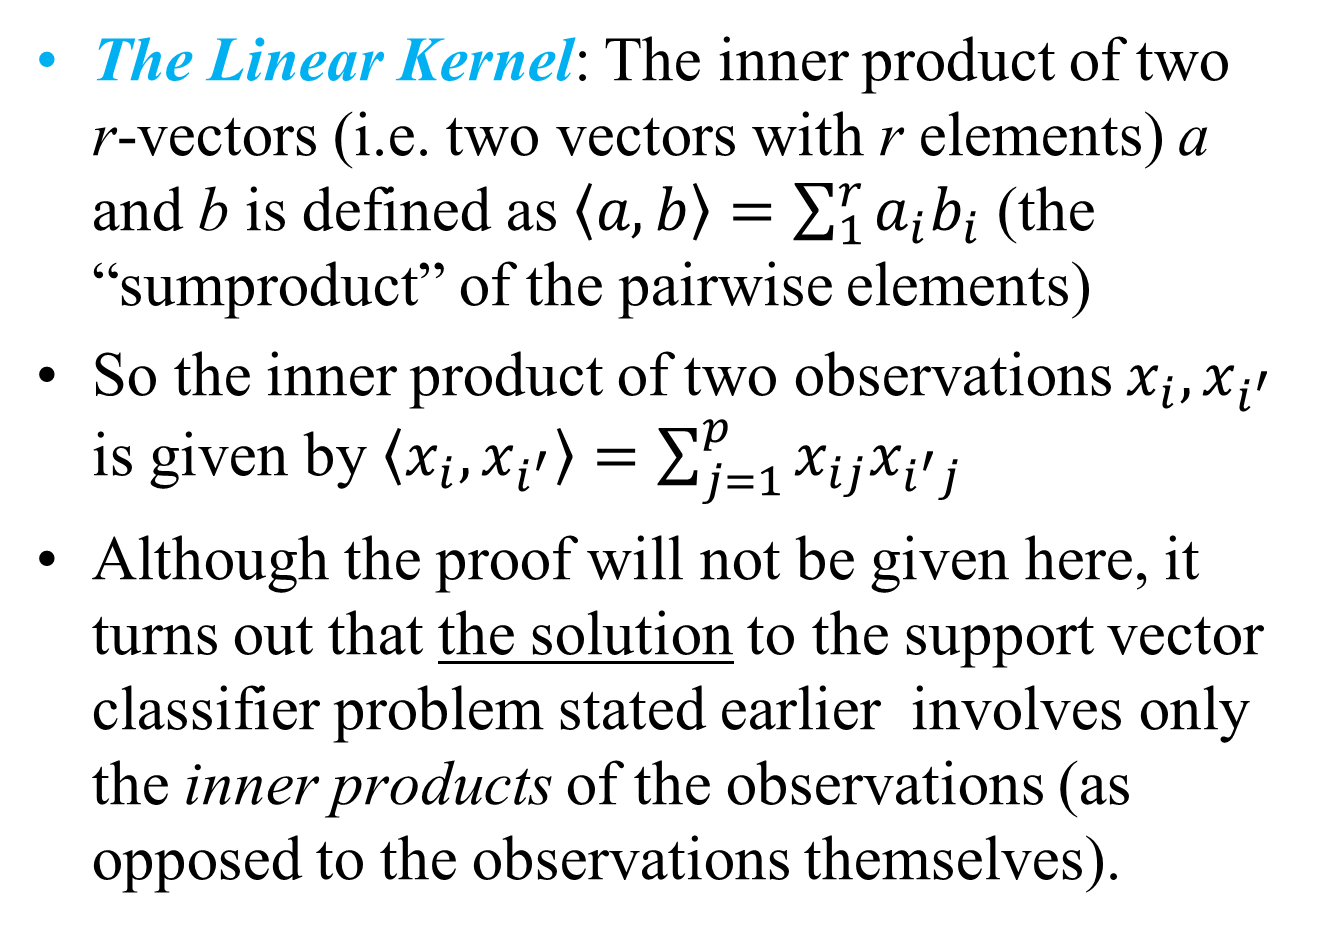 • The Linear Kernel: The inner product of two
r-vectors (i.e. two vectors with r elements) a
and b is defined as ⟨a, b⟩ = ∑₁ʳ aᵢbᵢ (the
“sumproduct” of the pairwise elements)
• So the inner product of two observations xᵢ, xᵢ′
is given by ⟨xᵢ, xᵢ′⟩ = ∑ᵖⱼ₌₁ xᵢⱼxᵢ′ⱼ
• Although the proof will not be given here, it
turns out that the solution to the support vector
classifier problem stated earlier  involves only
the inner products of the observations (as
opposed to the observations themselves).